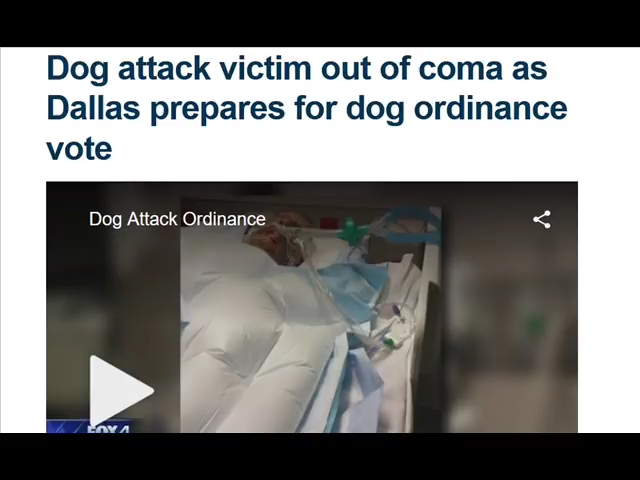 Dog attack victim out of coma as
Dallas prepares for dog ordinance
vote
Dog Attack Ordinance
FOX 4